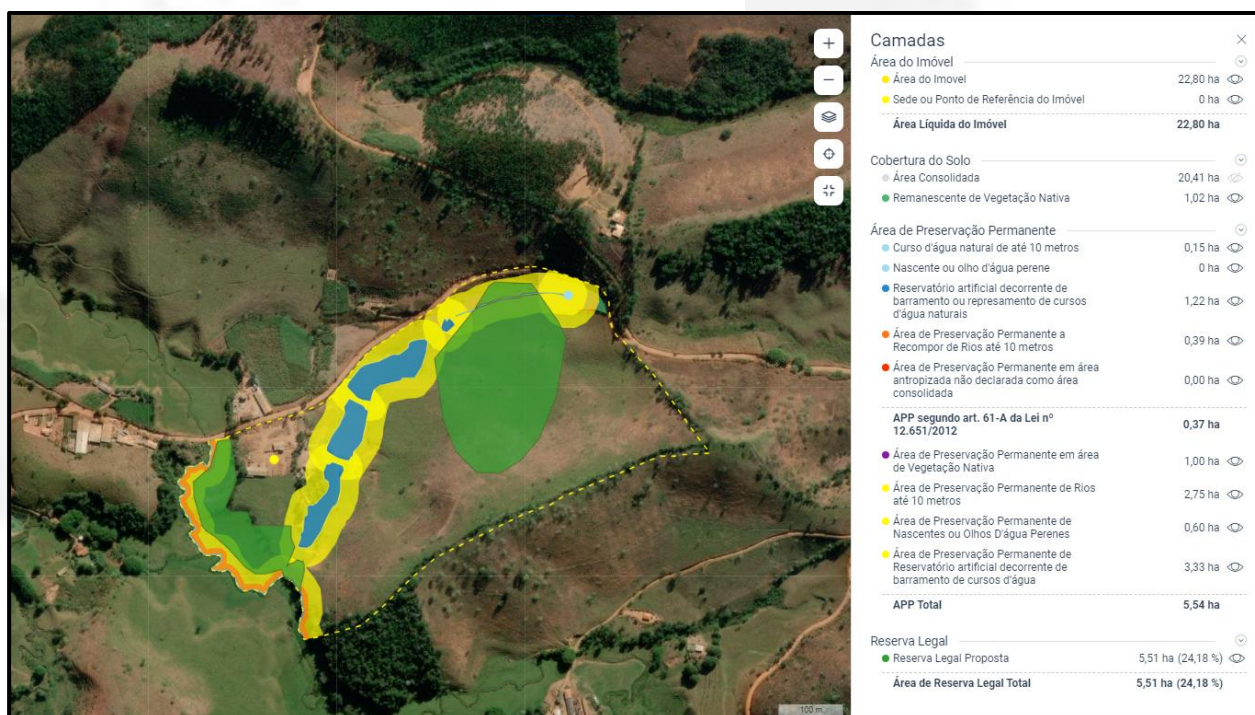 Camadas
Área do Imóvel
Área do Imovel 22,80 ha
Sede ou Ponto de Referência do Imóvel 0 ha
Área Líquida do Imóvel 22,80 ha
Cobertura do Solo
Área Consolidada 20,41 ha
Remanescente de Vegetação Nativa 1,02 ha
Área de Preservação Permanente
Curso d'água natural de até 10 metros 0,15 ha
Nascente ou olho d'água perene 0 ha
Reservatório artificial decorrente de
barramento ou represamento de cursos 1,22 ha
d'água naturais
Área de Preservação Permanente a 0,39 ha
Recompor de Rios até 10 metros
Área de Preservação Permanente em área
antropizada não declarada como área 0,00 ha
consolidada
APP segundo art. 61-A da Lei nº 0,37 ha
12.651/2012
Área de Preservação Permanente em área 1,00 ha
de Vegetação Nativa
Área de Preservação Permanente de Rios 2,75 ha
até 10 metros
Área de Preservação Permanente de 0,60 ha
Nascentes ou Olhos D'água Perenes
Área de Preservação Permanente de
Reservatório artificial decorrente de 3,33 ha
barramento de cursos d'água
APP Total 5,54 ha
Reserva Legal
Reserva Legal Proposta 5,51 ha (24,18 %)
Área de Reserva Legal Total 5,51 ha (24,18 %)
100 m